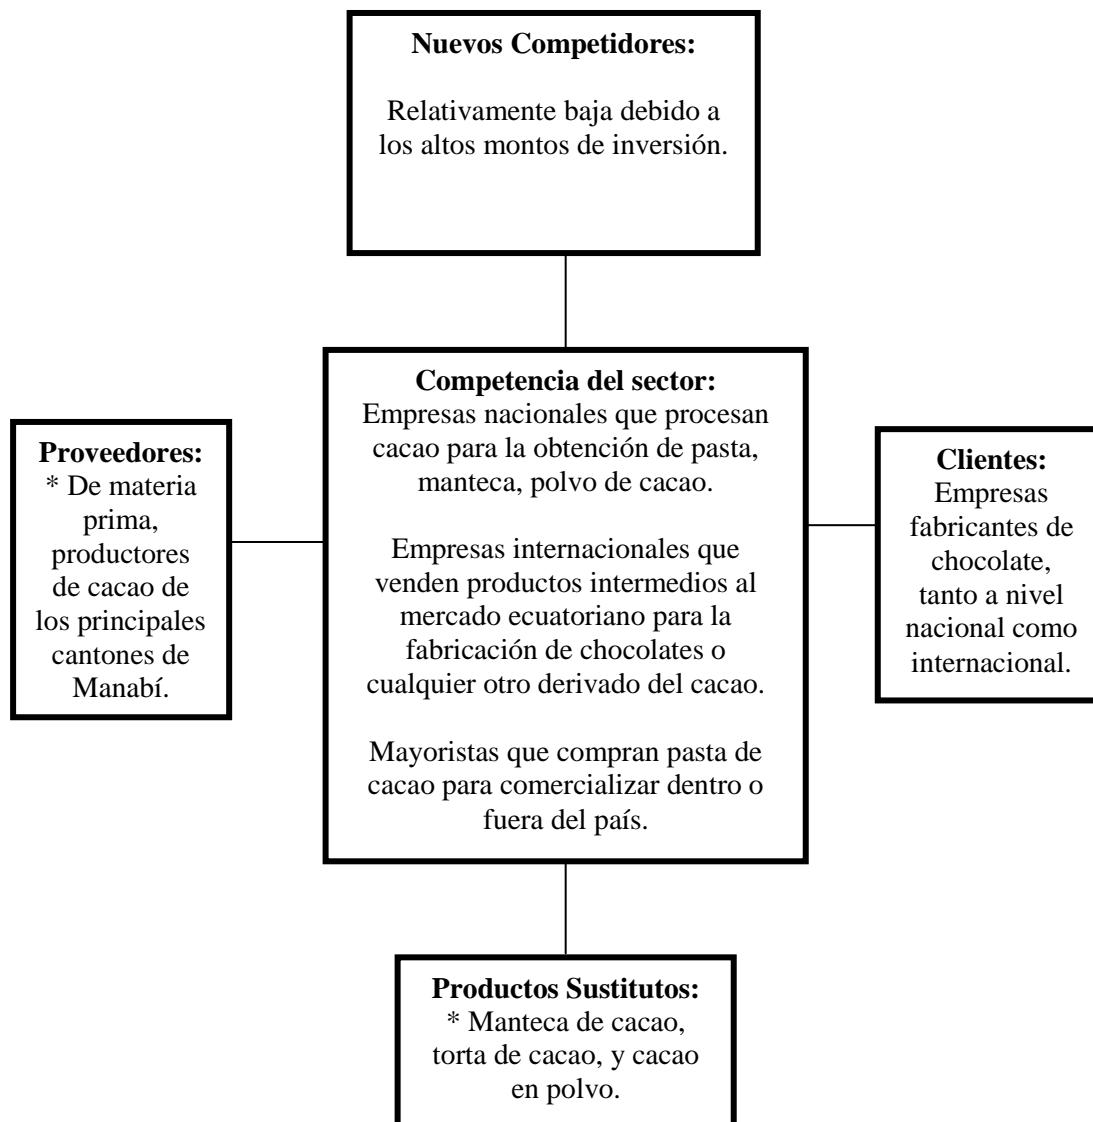 Nuevos Competidores:
Relativamente baja debido a
los altos montos de inversión.
Competencia del sector:
Empresas nacionales que procesan
cacao para la obtención de pasta,
manteca, polvo de cacao.
Empresas internacionales que
venden productos intermedios al
mercado ecuatoriano para la
fabricación de chocolates o
cualquier otro derivado del cacao.
Mayoristas que compran pasta de
cacao para comercializar dentro o
fuera del país.
Proveedores:
* De materia
prima,
productores
de cacao de
los principales
cantones de
Manabí.
Clientes:
Empresas
fabricantes de
chocolate,
tanto a nivel
nacional como
internacional.
Productos Sustitutos:
* Manteca de cacao,
torta de cacao, y cacao
en polvo.